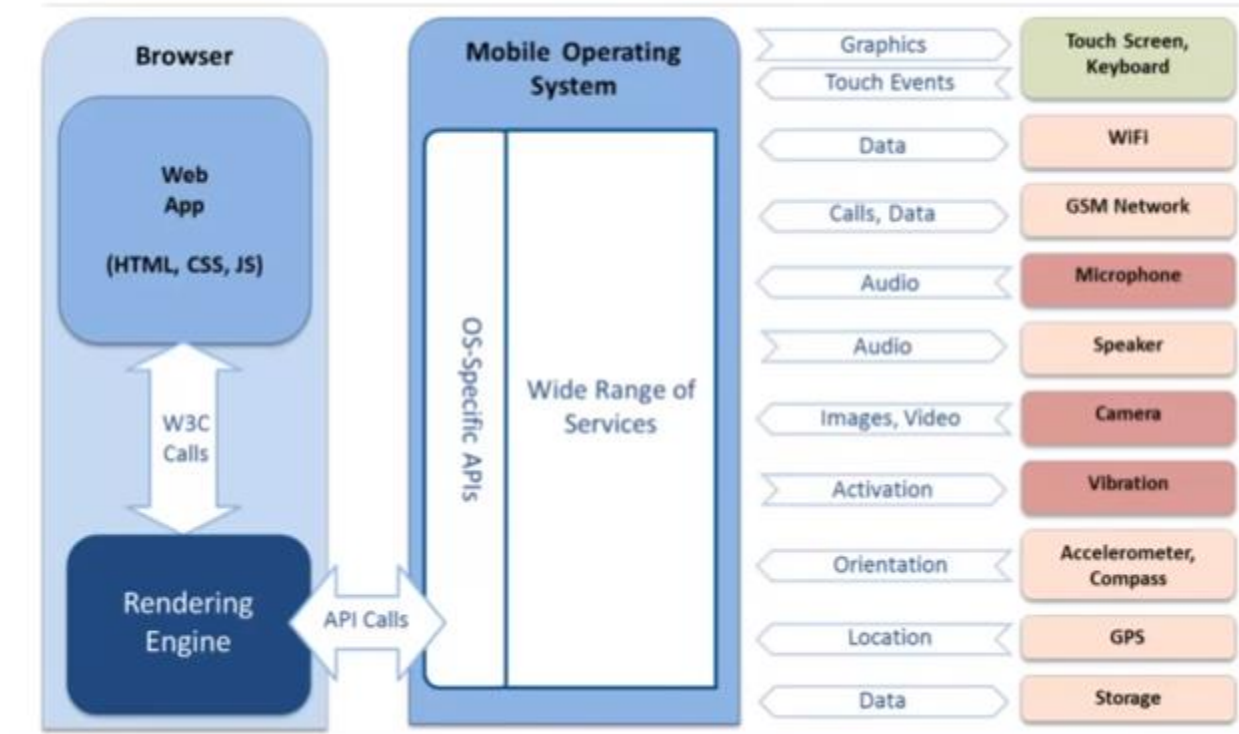 Browser
Web
App
(HTML, CSS, JS)
W3C
Calls
Rendering
Engine
API Calls
Mobile Operating
System
OS-Specific APIs
Wide Range of
Services
Graphics
Touch Events
Touch Screen,
Keyboard
Data
WiFi
Calls, Data
GSM Network
Audio
Microphone
Audio
Speaker
Images, Video
Camera
Activation
Vibration
Orientation
Accelerometer,
Compass
Location
GPS
Data
Storage